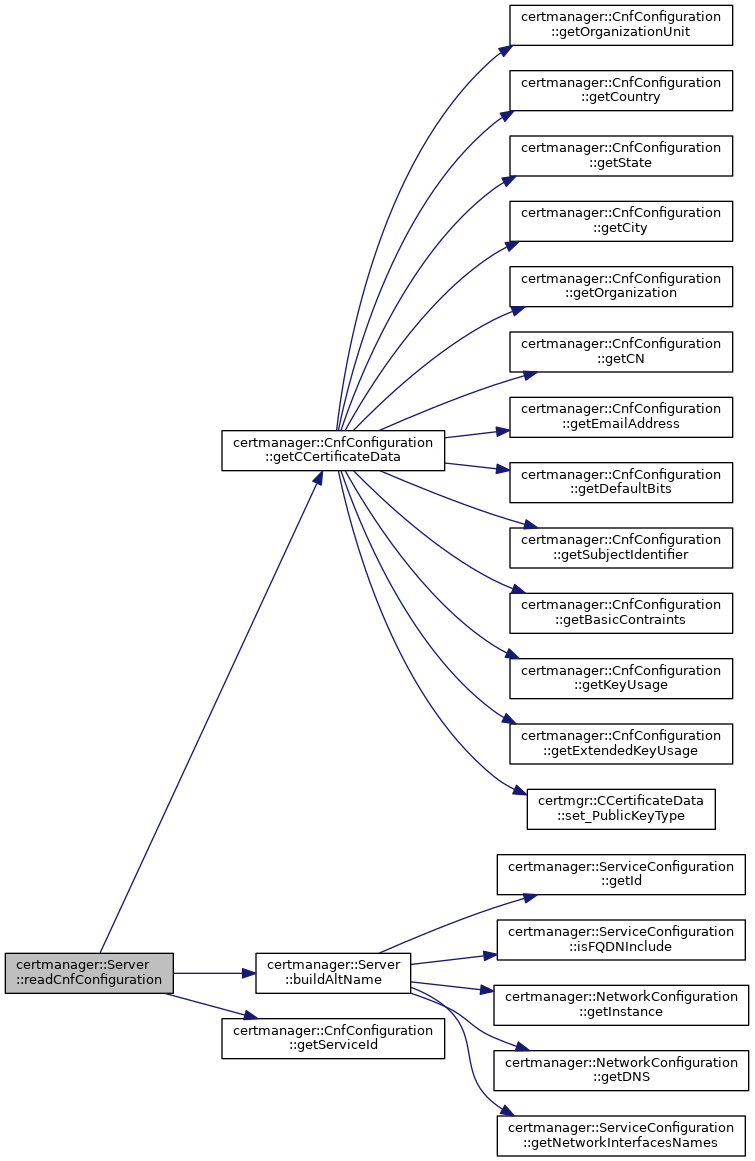 certmanager::CnfConfiguration
::getOrganizationUnit
certmanager::CnfConfiguration
::getCountry
certmanager::CnfConfiguration
::getState
certmanager::CnfConfiguration
::getCity
certmanager::CnfConfiguration
::getOrganization
certmanager::CnfConfiguration
::getCN
certmanager::CnfConfiguration
::getEmailAddress
certmanager::CnfConfiguration
::getCCertificateData
certmanager::CnfConfiguration
::getDefaultBits
certmanager::CnfConfiguration
::getSubjectIdentifier
certmanager::CnfConfiguration
::getBasicContraints
certmanager::CnfConfiguration
::getKeyUsage
certmanager::CnfConfiguration
::getExtendedKeyUsage
certmgr::CCertificateData
::set_PublicKeyType
certmanager::ServiceConfiguration
::getId
certmanager::ServiceConfiguration
::isFQDNInclude
certmanager::Server
::readCnfConfiguration
certmanager::Server
::buildAltName
certmanager::NetworkConfiguration
::getInstance
certmanager::CnfConfiguration
::getServiceId
certmanager::NetworkConfiguration
::getDNS
certmanager::ServiceConfiguration
::getNetworkInterfacesNames